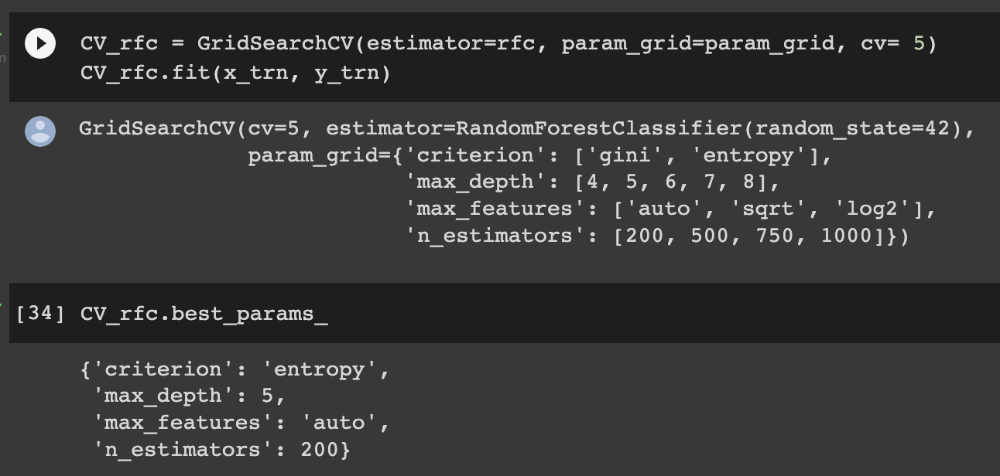 CV_rfc = GridSearchCV(estimator=rfc, param_grid=param_grid, cv= 5)
CV_rfc.fit(x_trn, y_trn)
GridSearchCV(cv=5, estimator=RandomForestClassifier(random_state=42),
             param_grid={'criterion': ['gini', 'entropy'],
                         'max_depth': [4, 5, 6, 7, 8],
                         'max_features': ['auto', 'sqrt', 'log2'],
                         'n_estimators': [200, 500, 750, 1000]})
[34] CV_rfc.best_params_
{'criterion': 'entropy',
 'max_depth': 5,
 'max_features': 'auto',
 'n_estimators': 200}